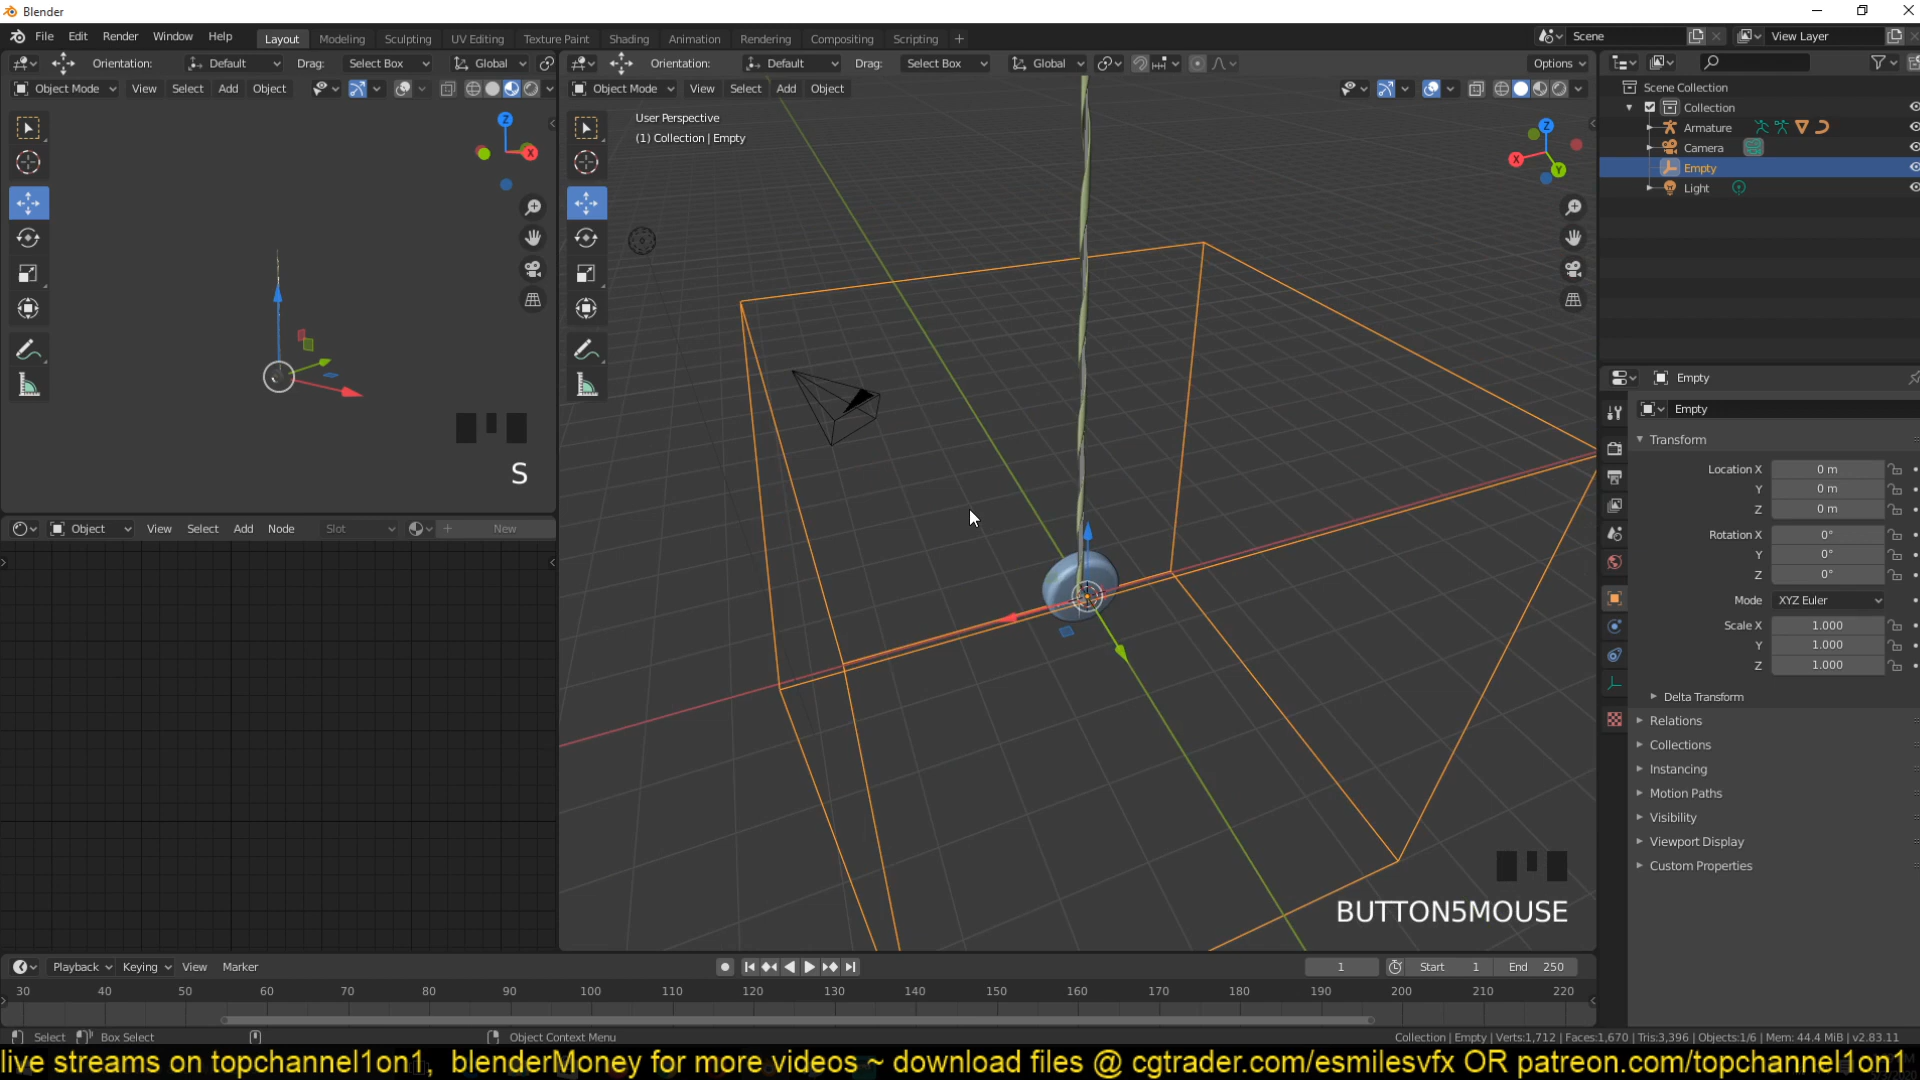 Blender
File Edit Render Window Help
Layout Modeling Sculpting UV Editing Texture Paint Shading Animation Rendering Compositing Scripting +
Scene
View Layer
Orientation: Default Drag: Select Box Global
Orientation: Default Drag: Select Box Global Options
Object Mode View Select Add Object
Object Mode View Select Add Object
User Perspective
(1) Collection | Empty
Z
X
Z
X
Y
S
BUTTON5MOUSE
Scene Collection
Collection
Armature
Camera
Empty
Light
Empty
Empty
Transform
Location X 0 m
Y 0 m
Z 0 m
Rotation X 0°
Y 0°
Z 0°
Mode XYZ Euler
Scale X 1.000
Y 1.000
Z 1.000
Delta Transform
Relations
Collections
Instancing
Motion Paths
Visibility
Viewport Display
Custom Properties
Object View Select Add Node Slot New
Playback Keying View Marker
1 Start 1 End 250
30 40 50 60 70 80 90 100 110 120 130 140 150 160 170 180 190 200 210 220
Select Box Select Object Context Menu
Collection | Empty | Verts:1,712 | Faces:1,670 | Tris:3,396 | Objects:1/6 | Mem: 44.4 MiB | v2.83.11
live streams on topchannel1on1, blenderMoney for more videos ~ download files @ cgtrader.com/esmilesvfx OR patreon.com/topchannel1on1